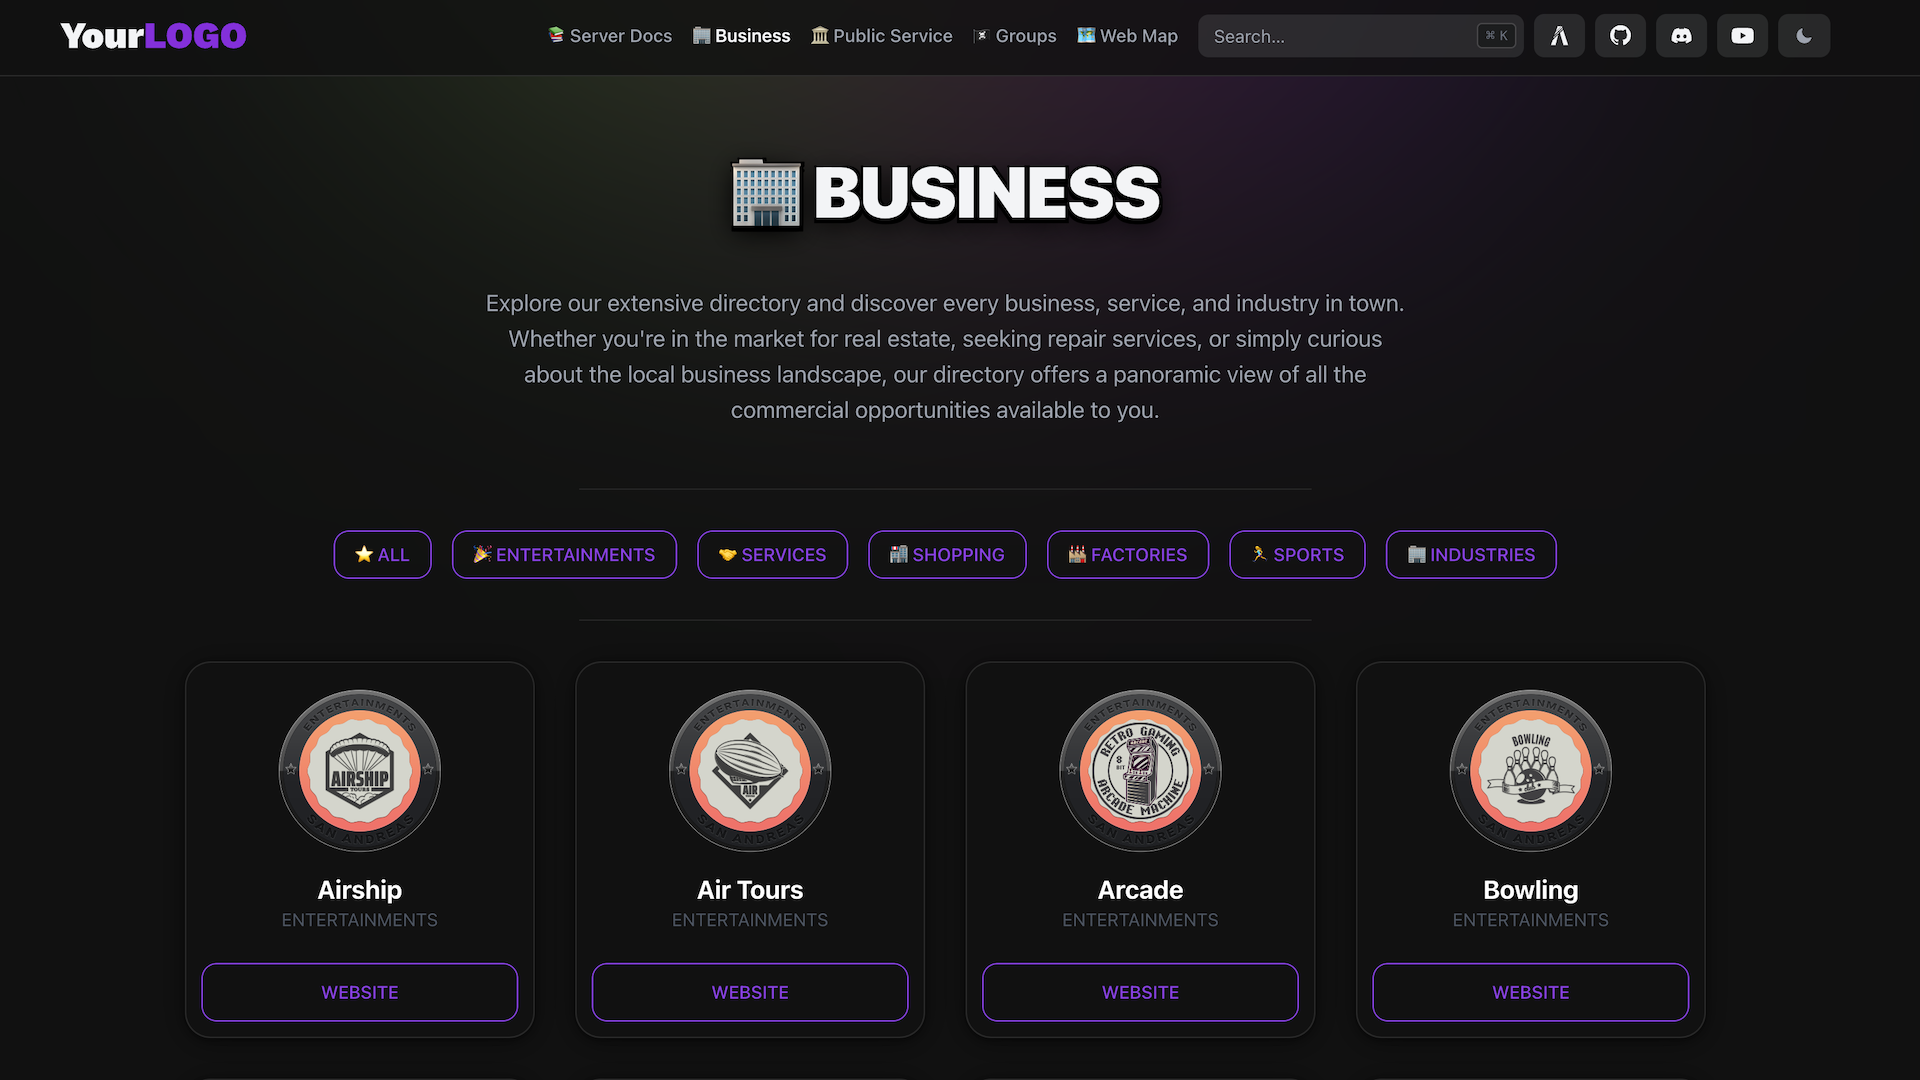 YourLOGO
Server Docs
Business
Public Service
Groups
Web Map
Search...
⌘ K
BUSINESS
Explore our extensive directory and discover every business, service, and industry in town.
Whether you're in the market for real estate, seeking repair services, or simply curious
about the local business landscape, our directory offers a panoramic view of all the
commercial opportunities available to you.
ALL
ENTERTAINMENTS
SERVICES
SHOPPING
FACTORIES
SPORTS
INDUSTRIES
ENTERTAINMENTS
AIRSHIP
TOURS
SAN ANDREAS
Airship
ENTERTAINMENTS
WEBSITE
ENTERTAINMENTS
AIR
SAN ANDREAS
Air Tours
ENTERTAINMENTS
WEBSITE
ENTERTAINMENTS
RETRO GAMING
8
BIT
ARCADE MACHINE
SAN ANDREAS
Arcade
ENTERTAINMENTS
WEBSITE
ENTERTAINMENTS
BOWLING
SAN ANDREAS
Bowling
ENTERTAINMENTS
WEBSITE